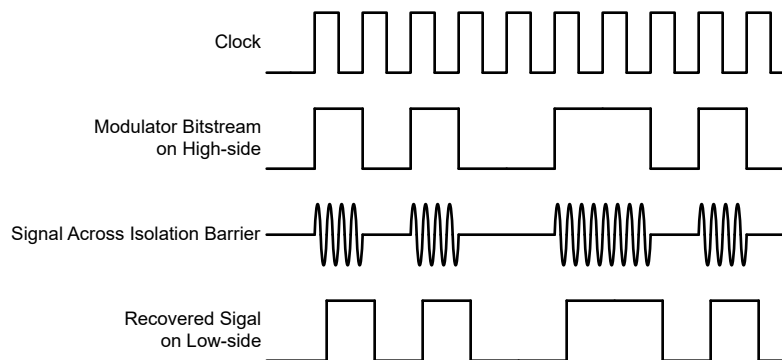 Clock
Modulator Bitstream
on High-side
Signal Across Isolation Barrier
Recovered Sigal
on Low-side